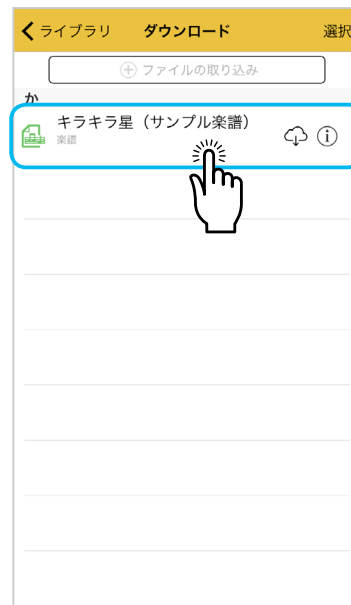 ライブラリ ダウンロード 選択
ファイルの取り込み
か
キラキラ星（サンプル楽譜）
楽譜